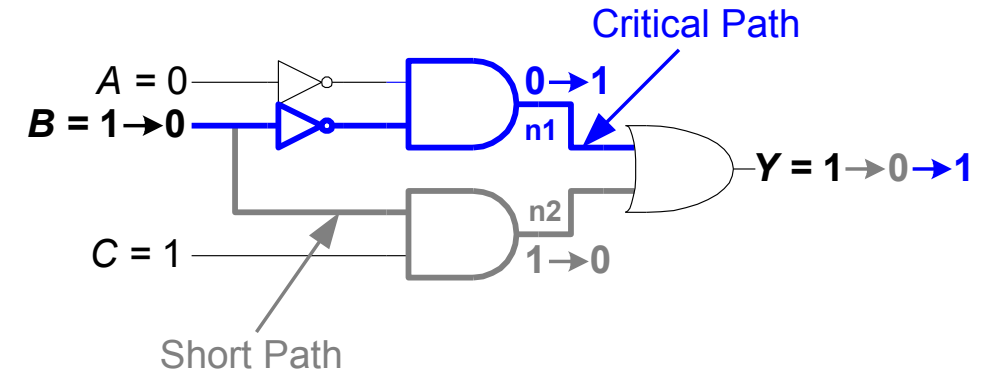 Critical Path
A = 0
0→1
B = 1→0
n1
Y = 1→0→1
n2
C = 1
1→0
Short Path